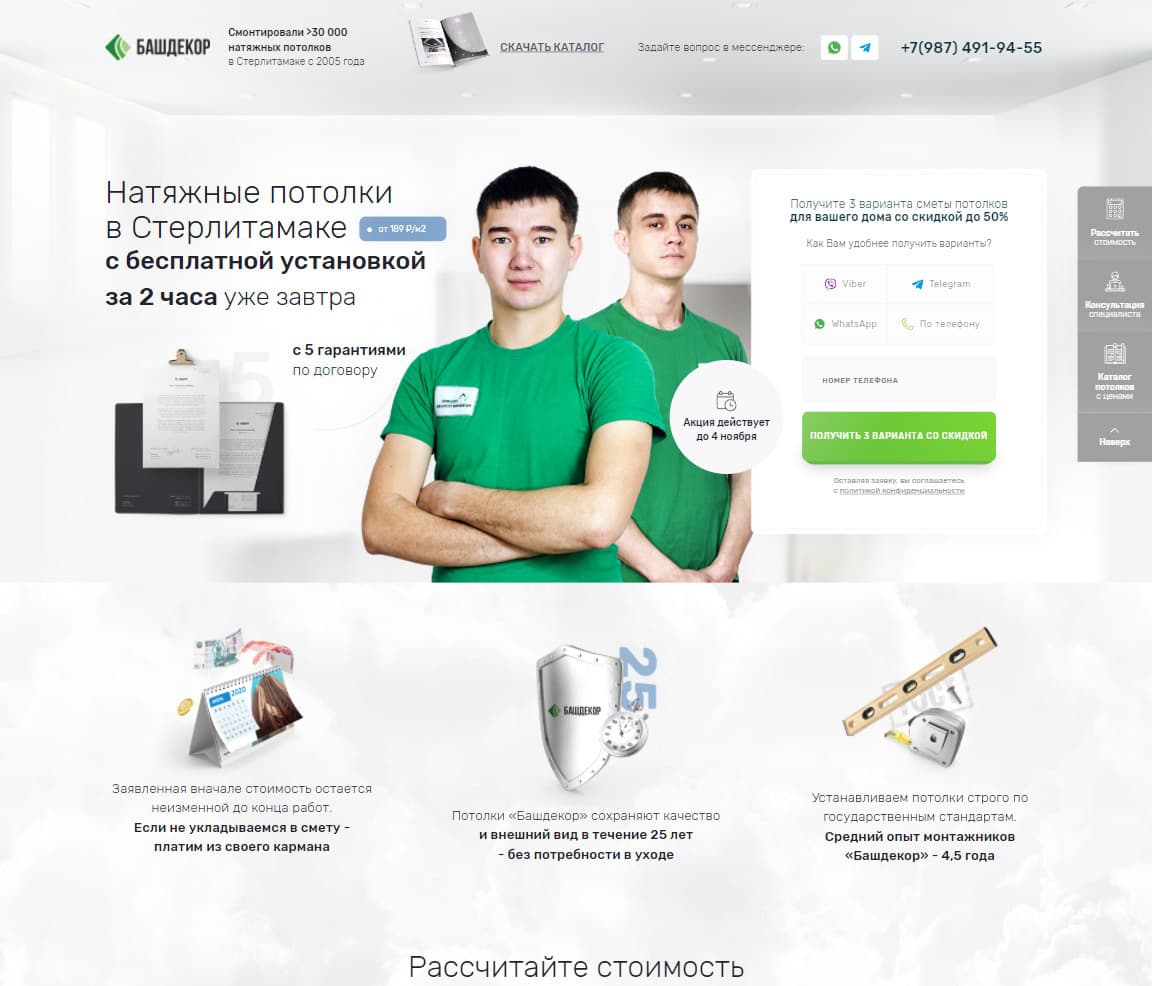 БАШДЕКОР
Смонтировали >30 000
натяжных потолков
в Стерлитамаке с 2005 года
СКАЧАТЬ КАТАЛОГ
Задайте вопрос в мессенджере:
+7(987) 491-94-55
Натяжные потолки
в Стерлитамаке
от 189 ₽/м2
с бесплатной установкой
за 2 часа уже завтра
5
с 5 гарантиями
по договору
Акция действует
до 4 ноября
Получите 3 варианта сметы потолков
для вашего дома со скидкой до 50%
Как Вам удобнее получить варианты?
Viber
Telegram
WhatsApp
По телефону
НОМЕР ТЕЛЕФОНА
ПОЛУЧИТЬ 3 ВАРИАНТА СО СКИДКОЙ
Оставляя заявку, вы соглашаетесь
с политикой конфиденциальности
Рассчитать
стоимость
Консультация
специалиста
Каталог
потолков
с ценами
Наверх
2020
Заявленная вначале стоимость остается
неизменной до конца работ.
Если не укладываемся в смету -
платим из своего кармана
25
БАШДЕКОР
Потолки «Башдекор» сохраняют качество
и внешний вид в течение 25 лет
- без потребности в уходе
ГОСТ
Устанавливаем потолки строго по
государственным стандартам.
Средний опыт монтажников
«Башдекор» - 4,5 года
Рассчитайте стоимость